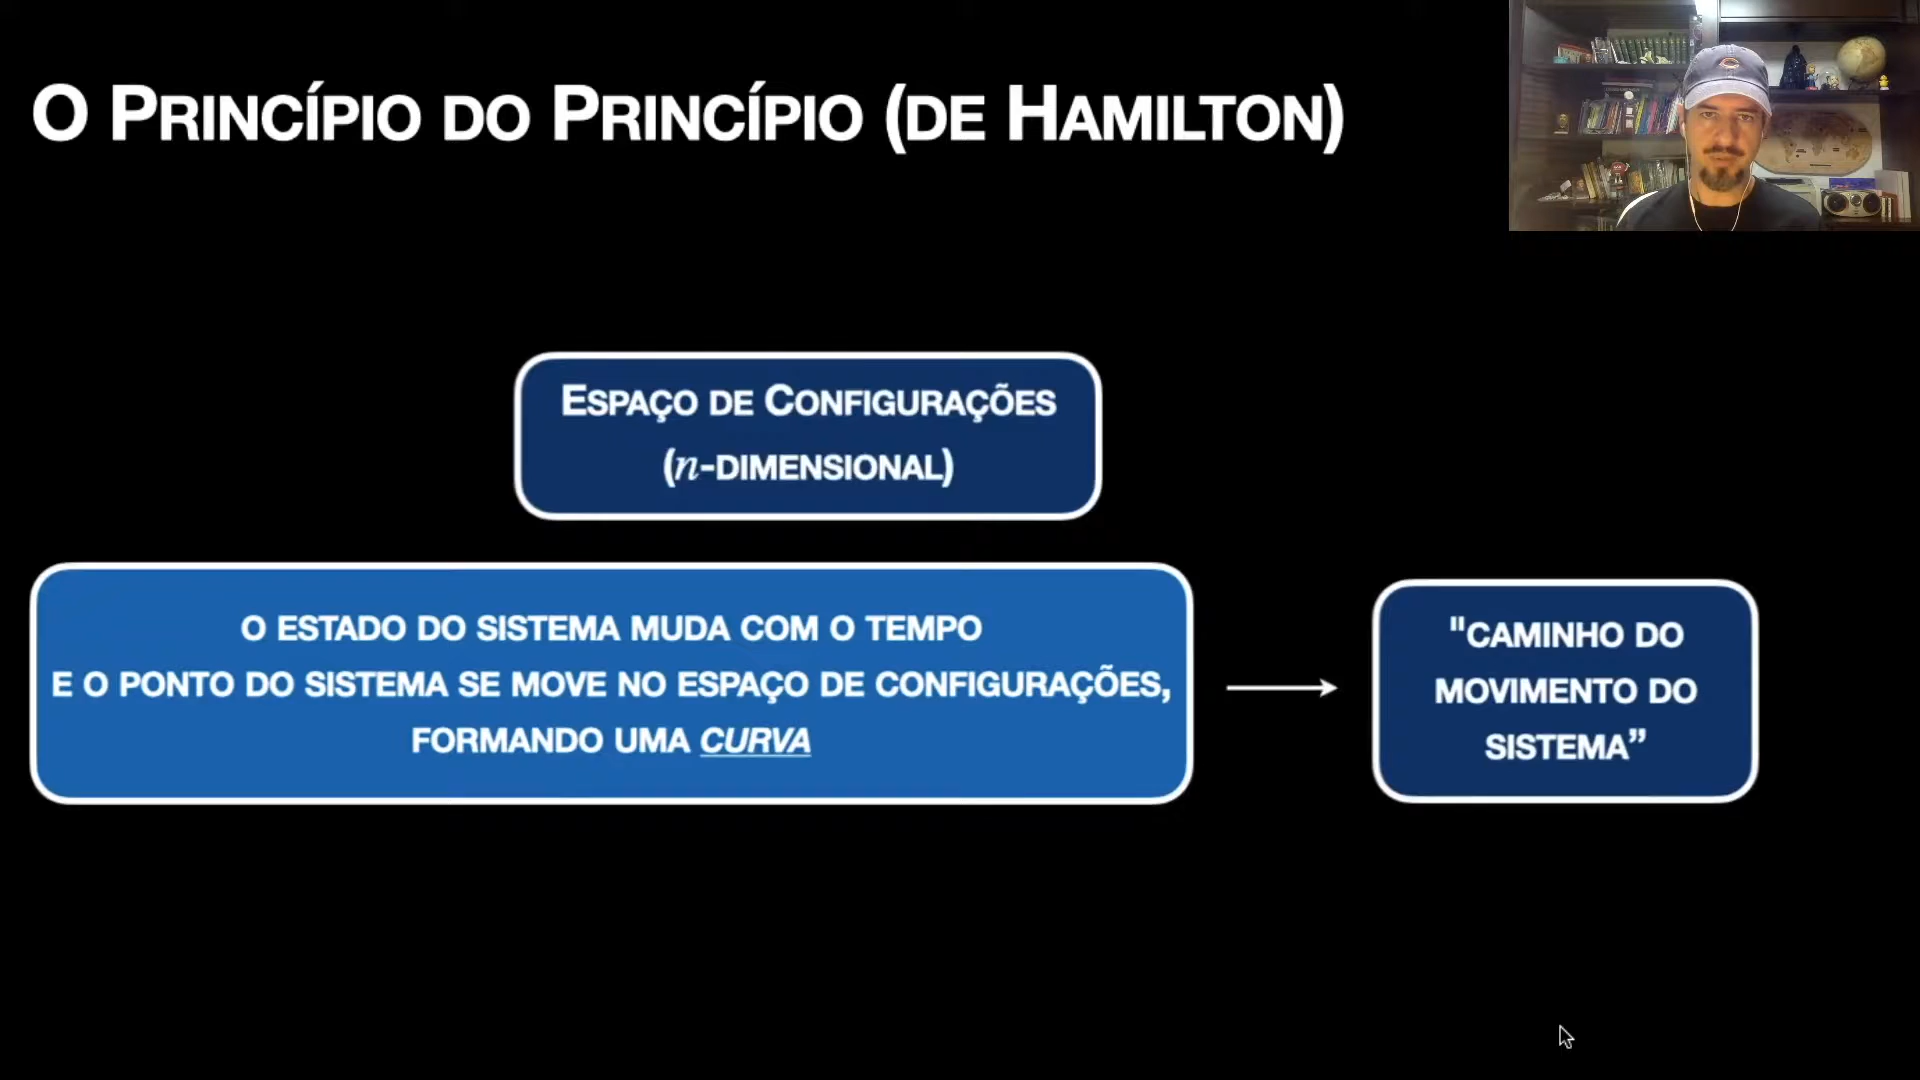 O PRINCÍPIO DO PRINCÍPIO (DE HAMILTON)
ESPAÇO DE CONFIGURAÇÕES
(n-DIMENSIONAL)
O ESTADO DO SISTEMA MUDA COM O TEMPO
E O PONTO DO SISTEMA SE MOVE NO ESPAÇO DE CONFIGURAÇÕES,
FORMANDO UMA CURVA
"CAMINHO DO
MOVIMENTO DO
SISTEMA”